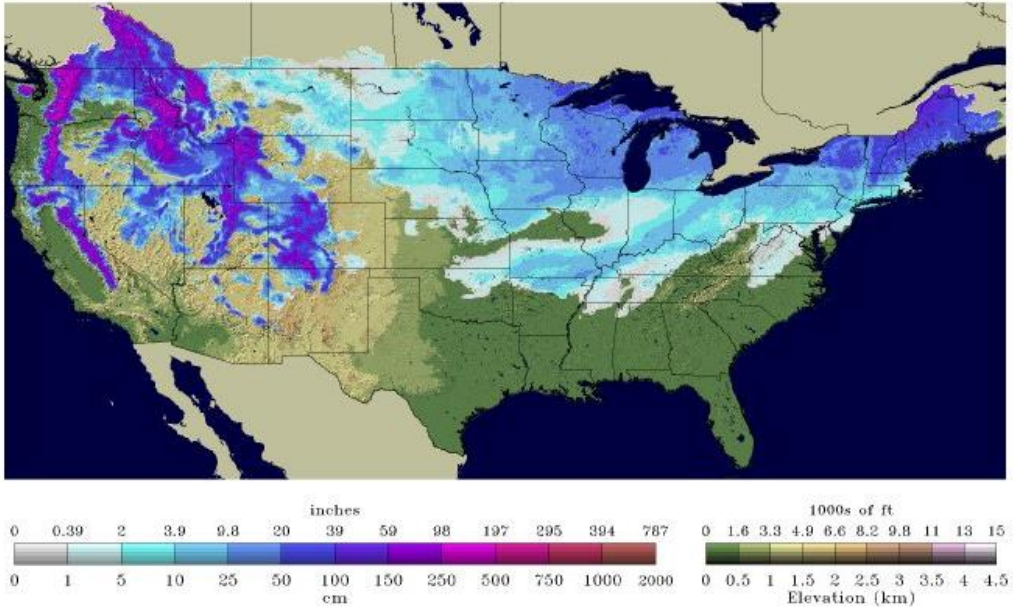 inches
0 0.39 2 3.9 9.8 20 39 59 98 197 295 394 787
0 1 5 10 25 50 100 150 250 500 750 1000 2000
cm
1000s of ft
0 1.6 3.3 4.9 6.6 8.2 9.8 11 13 15
0 0.5 1 1.5 2 2.5 3 3.5 4 4.5
Elevation (km)